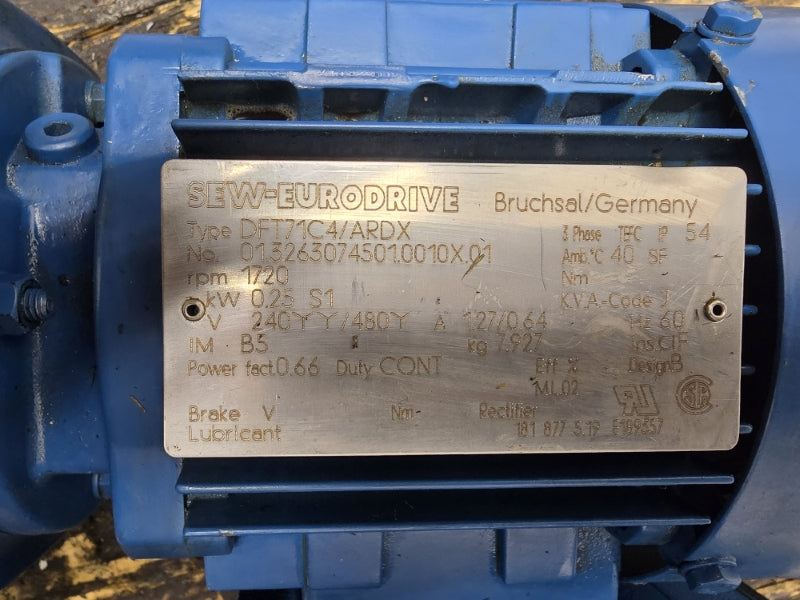 SEW-EURODRIVE Bruchsal/Germany
Type DFT71C4/ARDX 3 Phase TEFC IP 54
No. 01.3263074501.0010X.01 Amb.°C 40 SF
rpm 1720 Nm
kW 0.25 S1 K.V.A.-Code J
V 240YY/480Y A 1.27/0.64 Hz 60
IM B5 kg 7.927 Ins.Cl F
Power fact. 0.66 Duty CONT Eff % Design B
ML02
Brake V Nm Rectifier
Lubricant 181 877 5.19 E189357